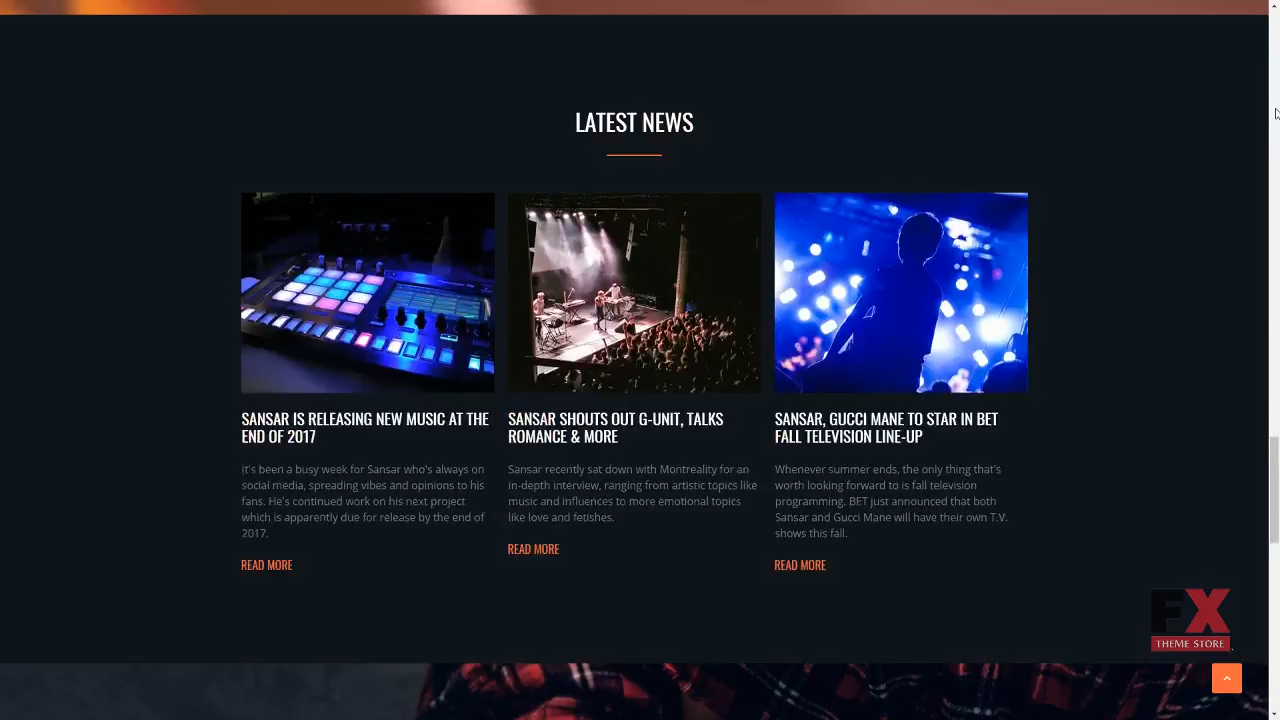 LATEST NEWS
SANSAR IS RELEASING NEW MUSIC AT THE
END OF 2017
It's been a busy week for Sansar who's always on
social media, spreading vibes and opinions to his
fans. He's continued work on his next project
which is apparently due for release by the end of
2017.
READ MORE
SANSAR SHOUTS OUT G-UNIT, TALKS
ROMANCE & MORE
Sansar recently sat down with Montreality for an
in-depth interview, ranging from artistic topics like
music and influences to more emotional topics
like love and fetishes.
READ MORE
SANSAR, GUCCI MANE TO STAR IN BET
FALL TELEVISION LINE-UP
Whenever summer ends, the only thing that's
worth looking forward to is fall television
programming. BET just announced that both
Sansar and Gucci Mane will have their own T.V.
shows this fall.
READ MORE
FX
THEME STORE.